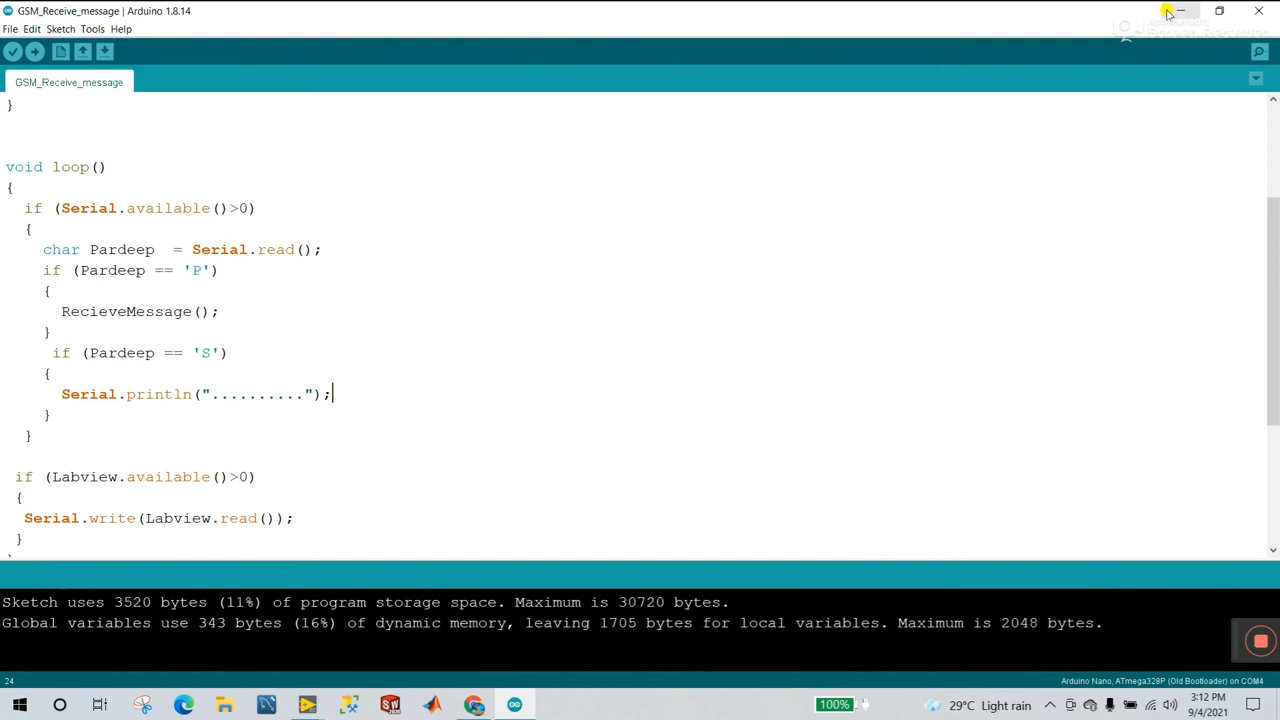 GSM_Receive_message | Arduino 1.8.14
File Edit Sketch Tools Help
GSM_Receive_message
}
void loop()
{
if (Serial.available()>0)
{
char Pardeep  = Serial.read();
if (Pardeep == 'P')
{
RecieveMessage();
}
if (Pardeep == 'S')
{
Serial.println("..........");
}
}
if (Labview.available()>0)
{
Serial.write(Labview.read());
}
Sketch uses 3520 bytes (11%) of program storage space. Maximum is 30720 bytes.
Global variables use 343 bytes (16%) of dynamic memory, leaving 1705 bytes for local variables. Maximum is 2048 bytes.
24
Arduino Nano, ATmega328P (Old Bootloader) on COM4
100%
29°C Light rain
3:12 PM
9/4/2021